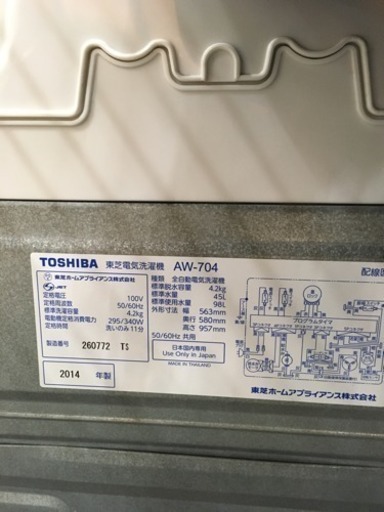 TOSHIBA 東芝電気洗濯機 AW-704
東芝ホームアプライアンス株式会社
JET
定格電圧 100V
定格周波数 50/60Hz
標準洗濯容量 4.2kg
電動機定格消費電力 295/340W
定格時間 洗いのみ 11分
製造番号 260772 TS
2014 年製
種類 全自動電気洗濯機
標準脱水容量 4.2kg
標準水量 45L
標準使用水量 98L
外形寸法 幅 563mm
奥行 580mm
高さ 957mm
50/60Hz 共用
日本国内専用
Use Only in Japan
MADE IN THAILAND
配線図
東芝ホームアプライアンス株式会社